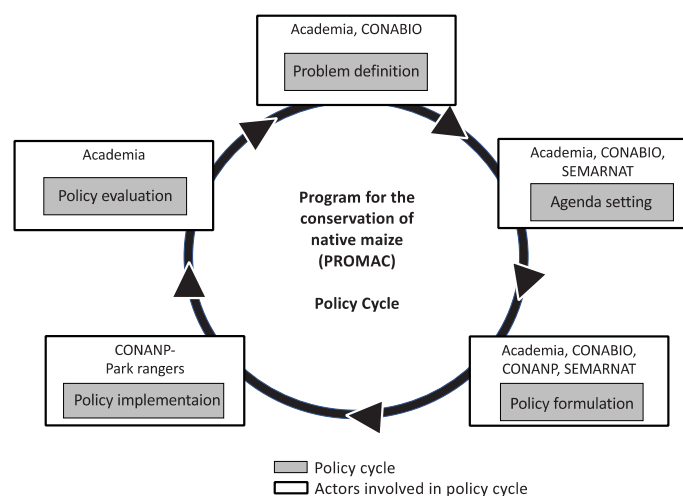 Academia, CONABIO
Problem definition
Academia, CONABIO,
SEMARNAT
Agenda setting
Academia, CONABIO,
CONANP, SEMARNAT
Policy formulation
CONANP-
Park rangers
Policy implementaion
Academia
Policy evaluation
Program for the
conservation of
native maize
(PROMAC)
Policy Cycle
Policy cycle
Actors involved in policy cycle